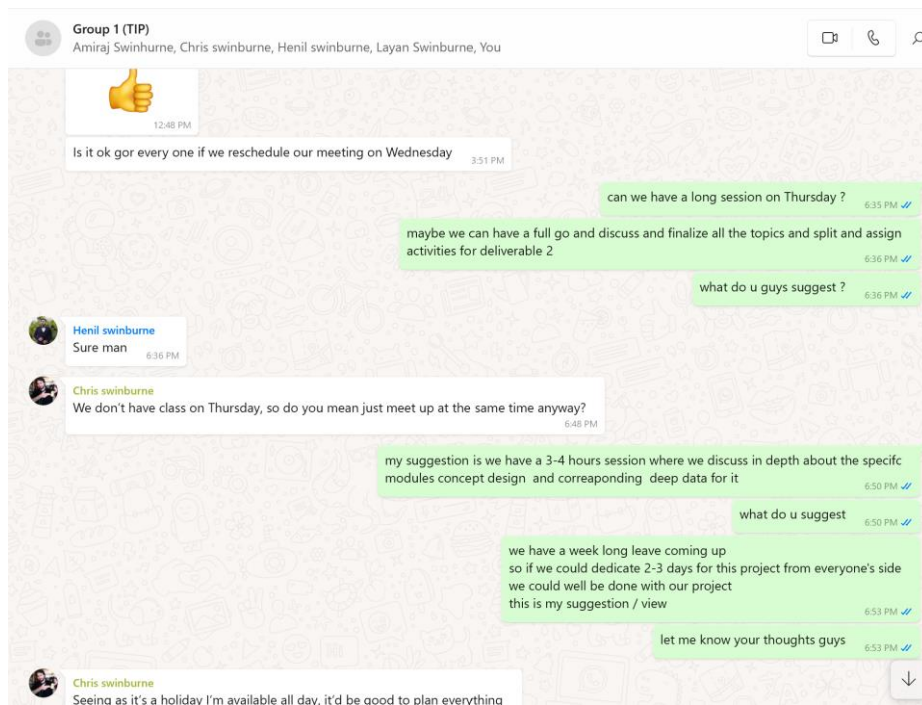 Group 1 (TIP)
Amiraj Swinhurne, Chris swinburne, Henil swinburne, Layan Swinburne, You
12:48 PM
Is it ok gor every one if we reschedule our meeting on Wednesday
3:51 PM
can we have a long session on Thursday ?
6:35 PM
maybe we can have a full go and discuss and finalize all the topics and split and assign
activities for deliverable 2
6:36 PM
what do u guys suggest ?
6:36 PM
Henil swinburne
Sure man
6:36 PM
Chris swinburne
We don't have class on Thursday, so do you mean just meet up at the same time anyway?
6:48 PM
my suggestion is we have a 3-4 hours session where we discuss in depth about the specifc
modules concept design and correaponding deep data for it
6:50 PM
what do u suggest
6:50 PM
we have a week long leave coming up
so if we could dedicate 2-3 days for this project from everyone's side
we could well be done with our project
this is my suggestion / view
6:53 PM
let me know your thoughts guys
6:53 PM
Chris swinburne
Seeing as it's a holiday I'm available all day, it'd be good to plan everything